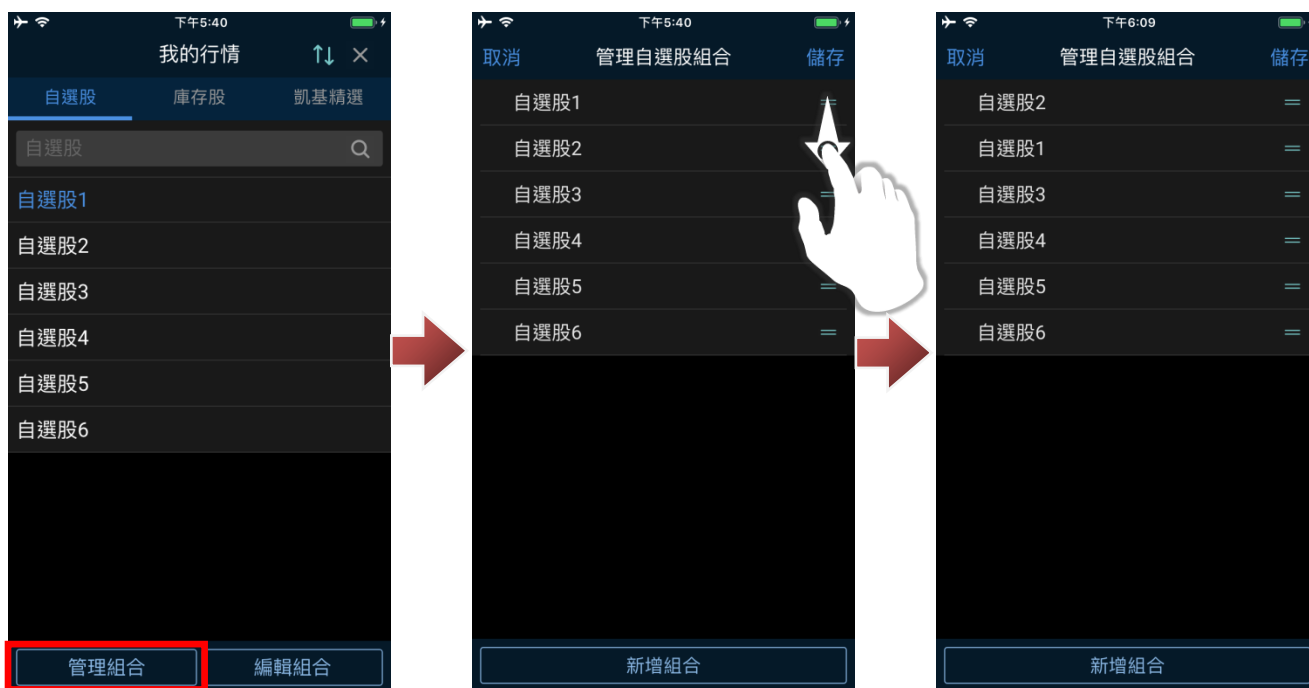 下午5:40
我的行情
自選股 庫存股 凱基精選
自選股
自選股1
自選股2
自選股3
自選股4
自選股5
自選股6
管理組合 編輯組合
下午5:40
取消 管理自選股組合 儲存
自選股1
自選股2
自選股3
自選股4
自選股5
自選股6
新增組合
下午6:09
取消 管理自選股組合 儲存
自選股2
自選股1
自選股3
自選股4
自選股5
自選股6
新增組合